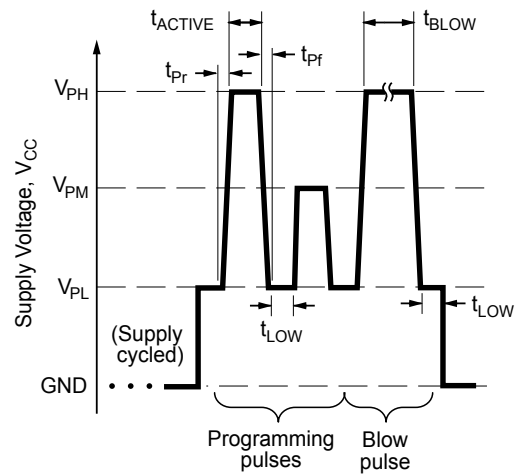 tACTIVE
tBLOW
tPr
tPf
VPH
VPM
VPL
GND
Supply Voltage, VCC
(Supply
cycled)
tLOW
tLOW
Programming
pulses
Blow
pulse